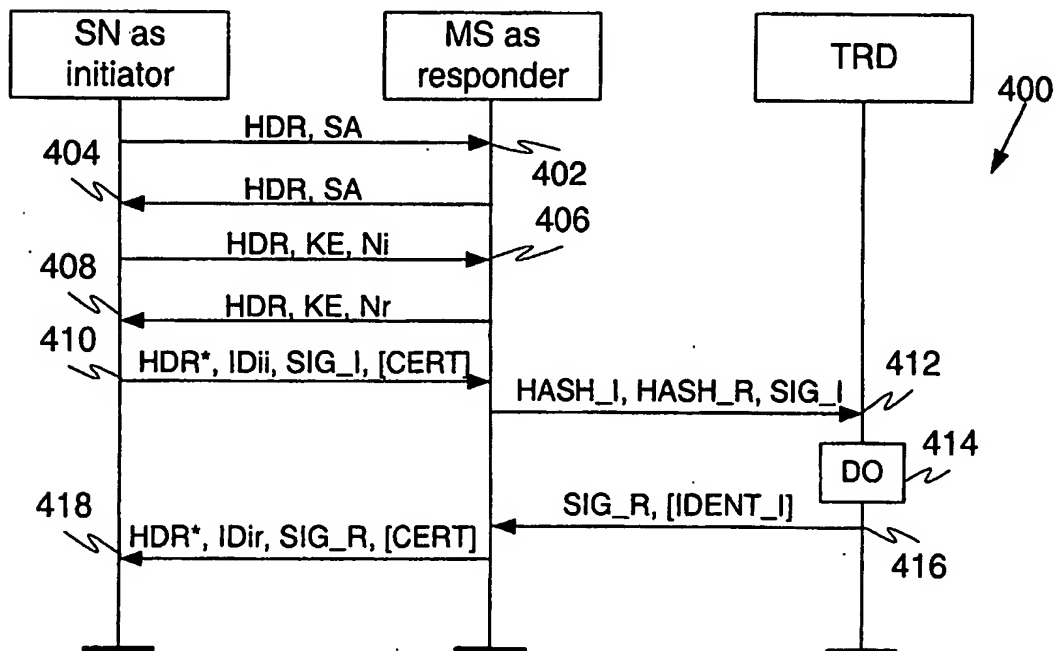 SN as
initiator
MS as
responder
TRD
400
HDR, SA
404
402
HDR, SA
406
HDR, KE, Ni
408
HDR, KE, Nr
410
HDR*, IDii, SIG_I, [CERT]
HASH_I, HASH_R, SIG_I
412
DO
414
418
SIG_R, [IDENT_I]
HDR*, IDir, SIG_R, [CERT]
416